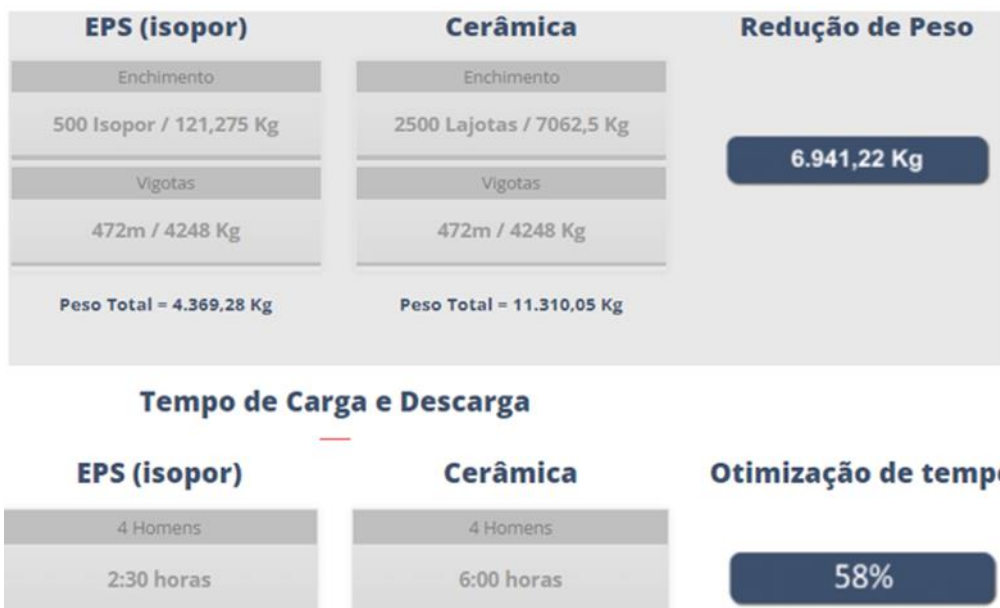 EPS (isopor)
Cerâmica
Redução de Peso
Enchimento
Enchimento
500 Isopor / 121,275 Kg
2500 Lajotas / 7062,5 Kg
6.941,22 Kg
Vigotas
Vigotas
472m / 4248 Kg
472m / 4248 Kg
Peso Total = 4.369,28 Kg
Peso Total = 11.310,05 Kg
Tempo de Carga e Descarga
EPS (isopor)
Cerâmica
Otimização de tempo
4 Homens
4 Homens
2:30 horas
6:00 horas
58%